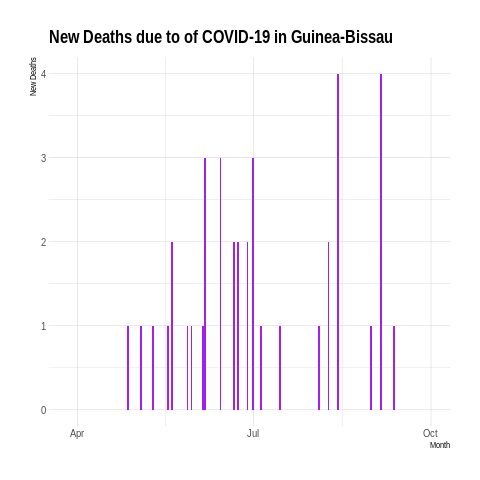 New Deaths due to of COVID-19 in Guinea-Bissau
New Deaths
4
3
2
1
0
Apr Jul Oct
Month